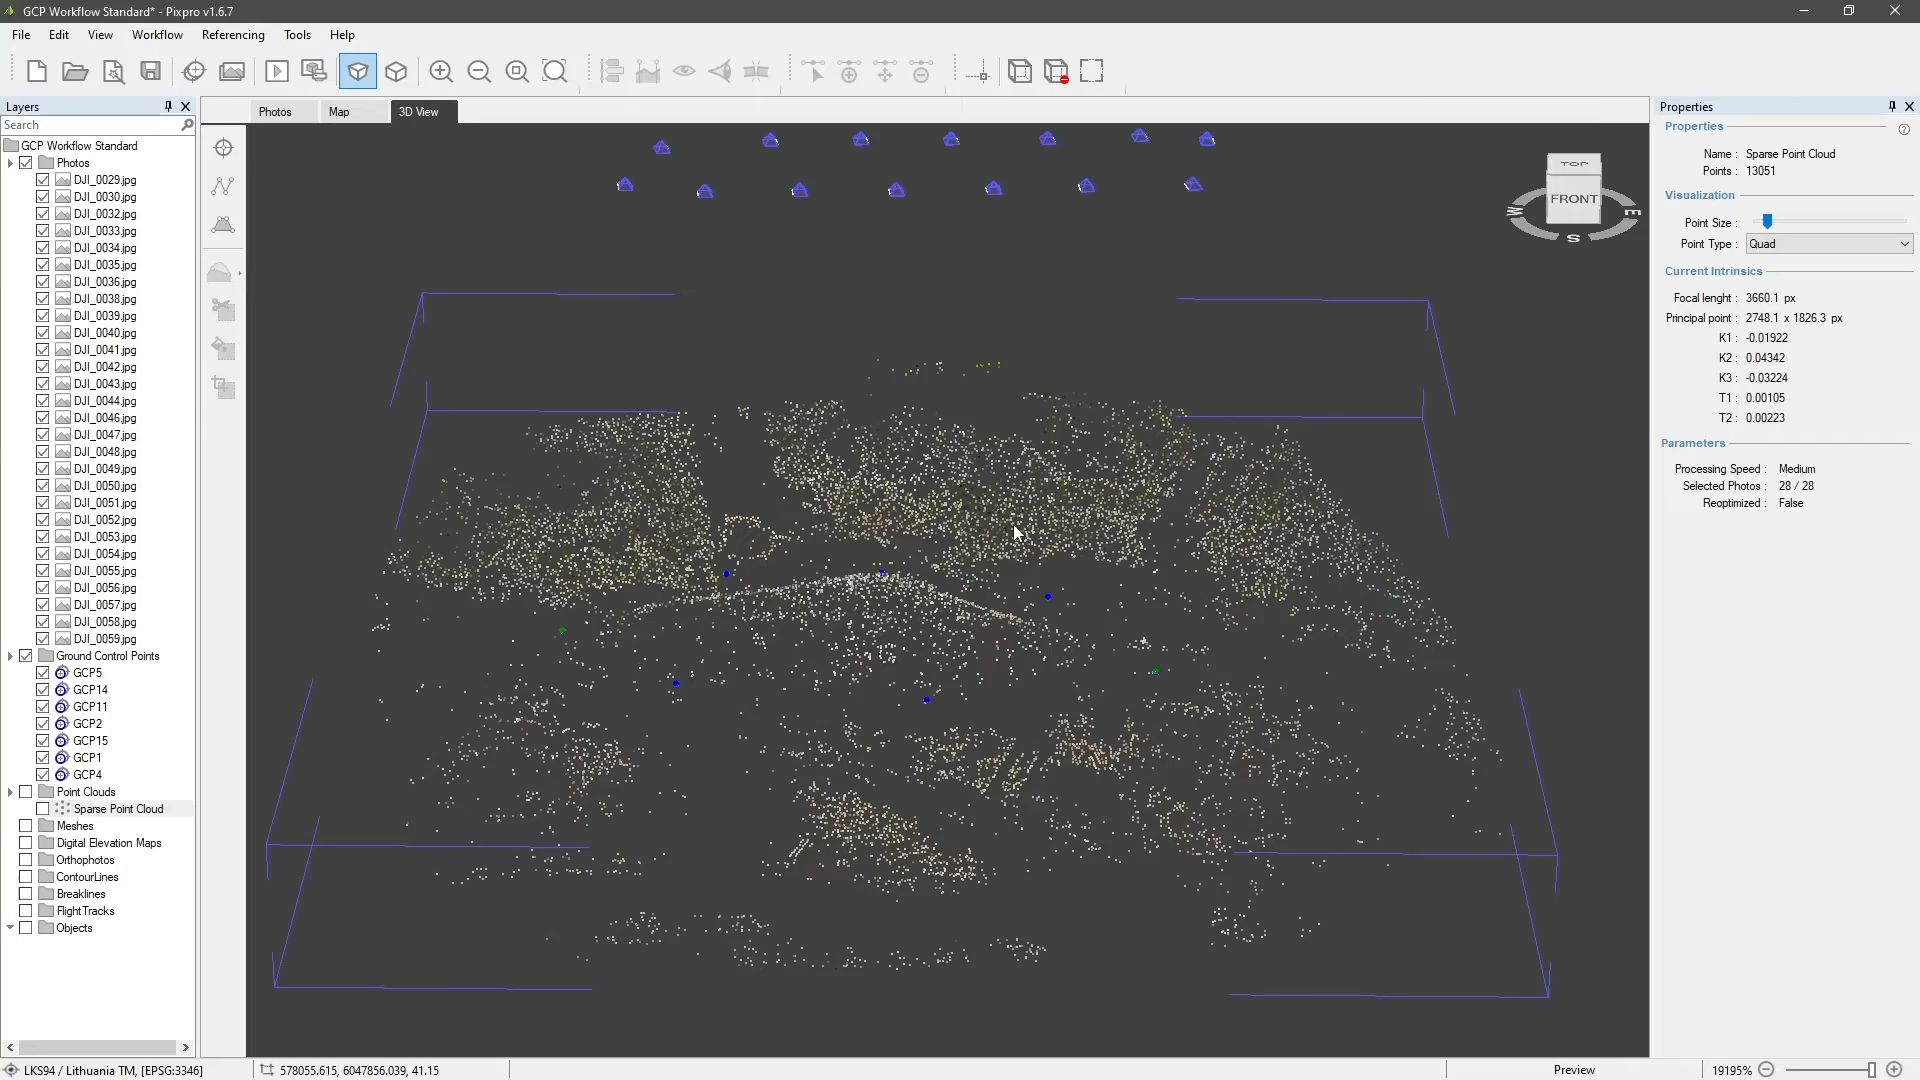 GCP Workflow Standard* - Pixpro v1.6.7
File Edit View Workflow Referencing Tools Help
Layers
Search
GCP Workflow Standard
Photos
DJI_0029.jpg
DJI_0030.jpg
DJI_0032.jpg
DJI_0033.jpg
DJI_0034.jpg
DJI_0035.jpg
DJI_0036.jpg
DJI_0038.jpg
DJI_0039.jpg
DJI_0040.jpg
DJI_0041.jpg
DJI_0042.jpg
DJI_0043.jpg
DJI_0044.jpg
DJI_0046.jpg
DJI_0047.jpg
DJI_0048.jpg
DJI_0049.jpg
DJI_0050.jpg
DJI_0051.jpg
DJI_0052.jpg
DJI_0053.jpg
DJI_0054.jpg
DJI_0055.jpg
DJI_0056.jpg
DJI_0057.jpg
DJI_0058.jpg
DJI_0059.jpg
Ground Control Points
GCP5
GCP14
GCP11
GCP2
GCP15
GCP1
GCP4
Point Clouds
Sparse Point Cloud
Meshes
Digital Elevation Maps
Orthophotos
ContourLines
Breaklines
FlightTracks
Objects
Photos Map 3D View
TOP
FRONT
W E
S
Properties
Properties
Name : Sparse Point Cloud
Points : 13051
Visualization
Point Size :
Point Type : Quad
Current Intrinsics
Focal lenght : 3660.1 px
Principal point : 2748.1 x 1826.3 px
K1 : -0.01922
K2 : 0.04342
K3 : -0.03224
T1 : 0.00105
T2 : 0.00223
Parameters
Processing Speed : Medium
Selected Photos : 28 / 28
Reoptimized : False
LKS94 / Lithuania TM, [EPSG:3346] 578055.615, 6047856.039, 41.15 Preview 19195%